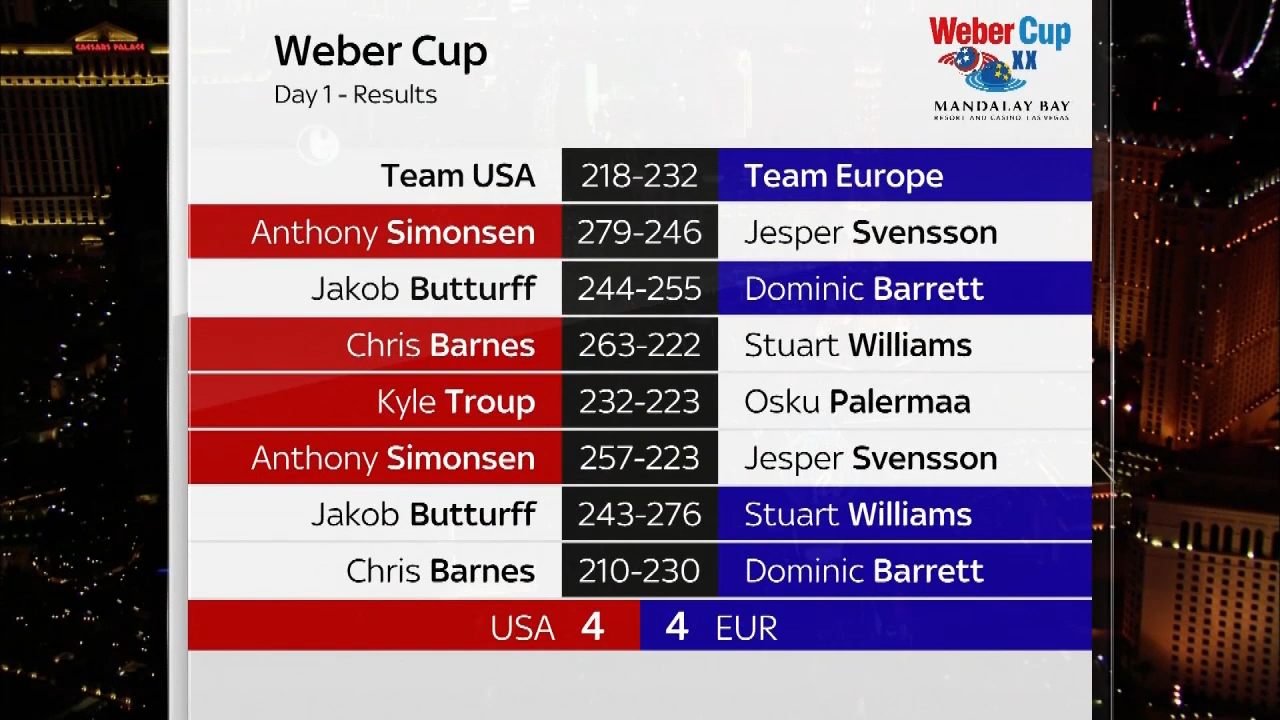 Weber Cup
Day 1 - Results
Weber Cup
XX
MANDALAY BAY
RESORT AND CASINO, LAS VEGAS
Team USA 218-232 Team Europe
Anthony Simonsen 279-246 Jesper Svensson
Jakob Butturff 244-255 Dominic Barrett
Chris Barnes 263-222 Stuart Williams
Kyle Troup 232-223 Osku Palermaa
Anthony Simonsen 257-223 Jesper Svensson
Jakob Butturff 243-276 Stuart Williams
Chris Barnes 210-230 Dominic Barrett
USA 4 4 EUR
CAESARS PALACE